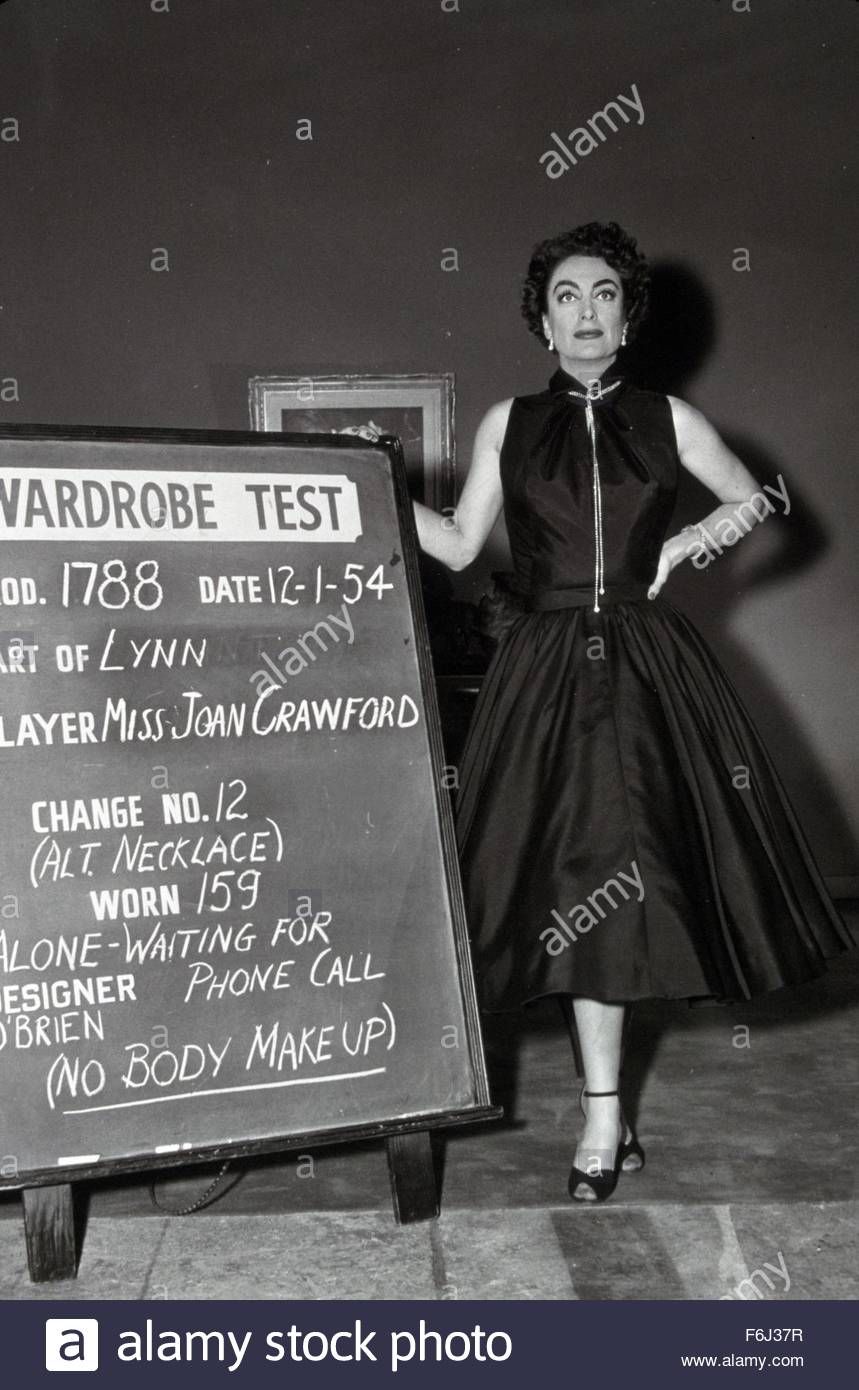 WARDROBE TEST
OD. 1788 DATE 12-1-54
ART OF LYNN
LAYER MISS JOAN CRAWFORD
CHANGE NO. 12
(ALT. NECKLACE)
WORN 159
ALONE-WAITING FOR
DESIGNER PHONE CALL
O'BRIEN
(NO BODY MAKE UP)
a alamy stock photo
F6J37R
www.alamy.com